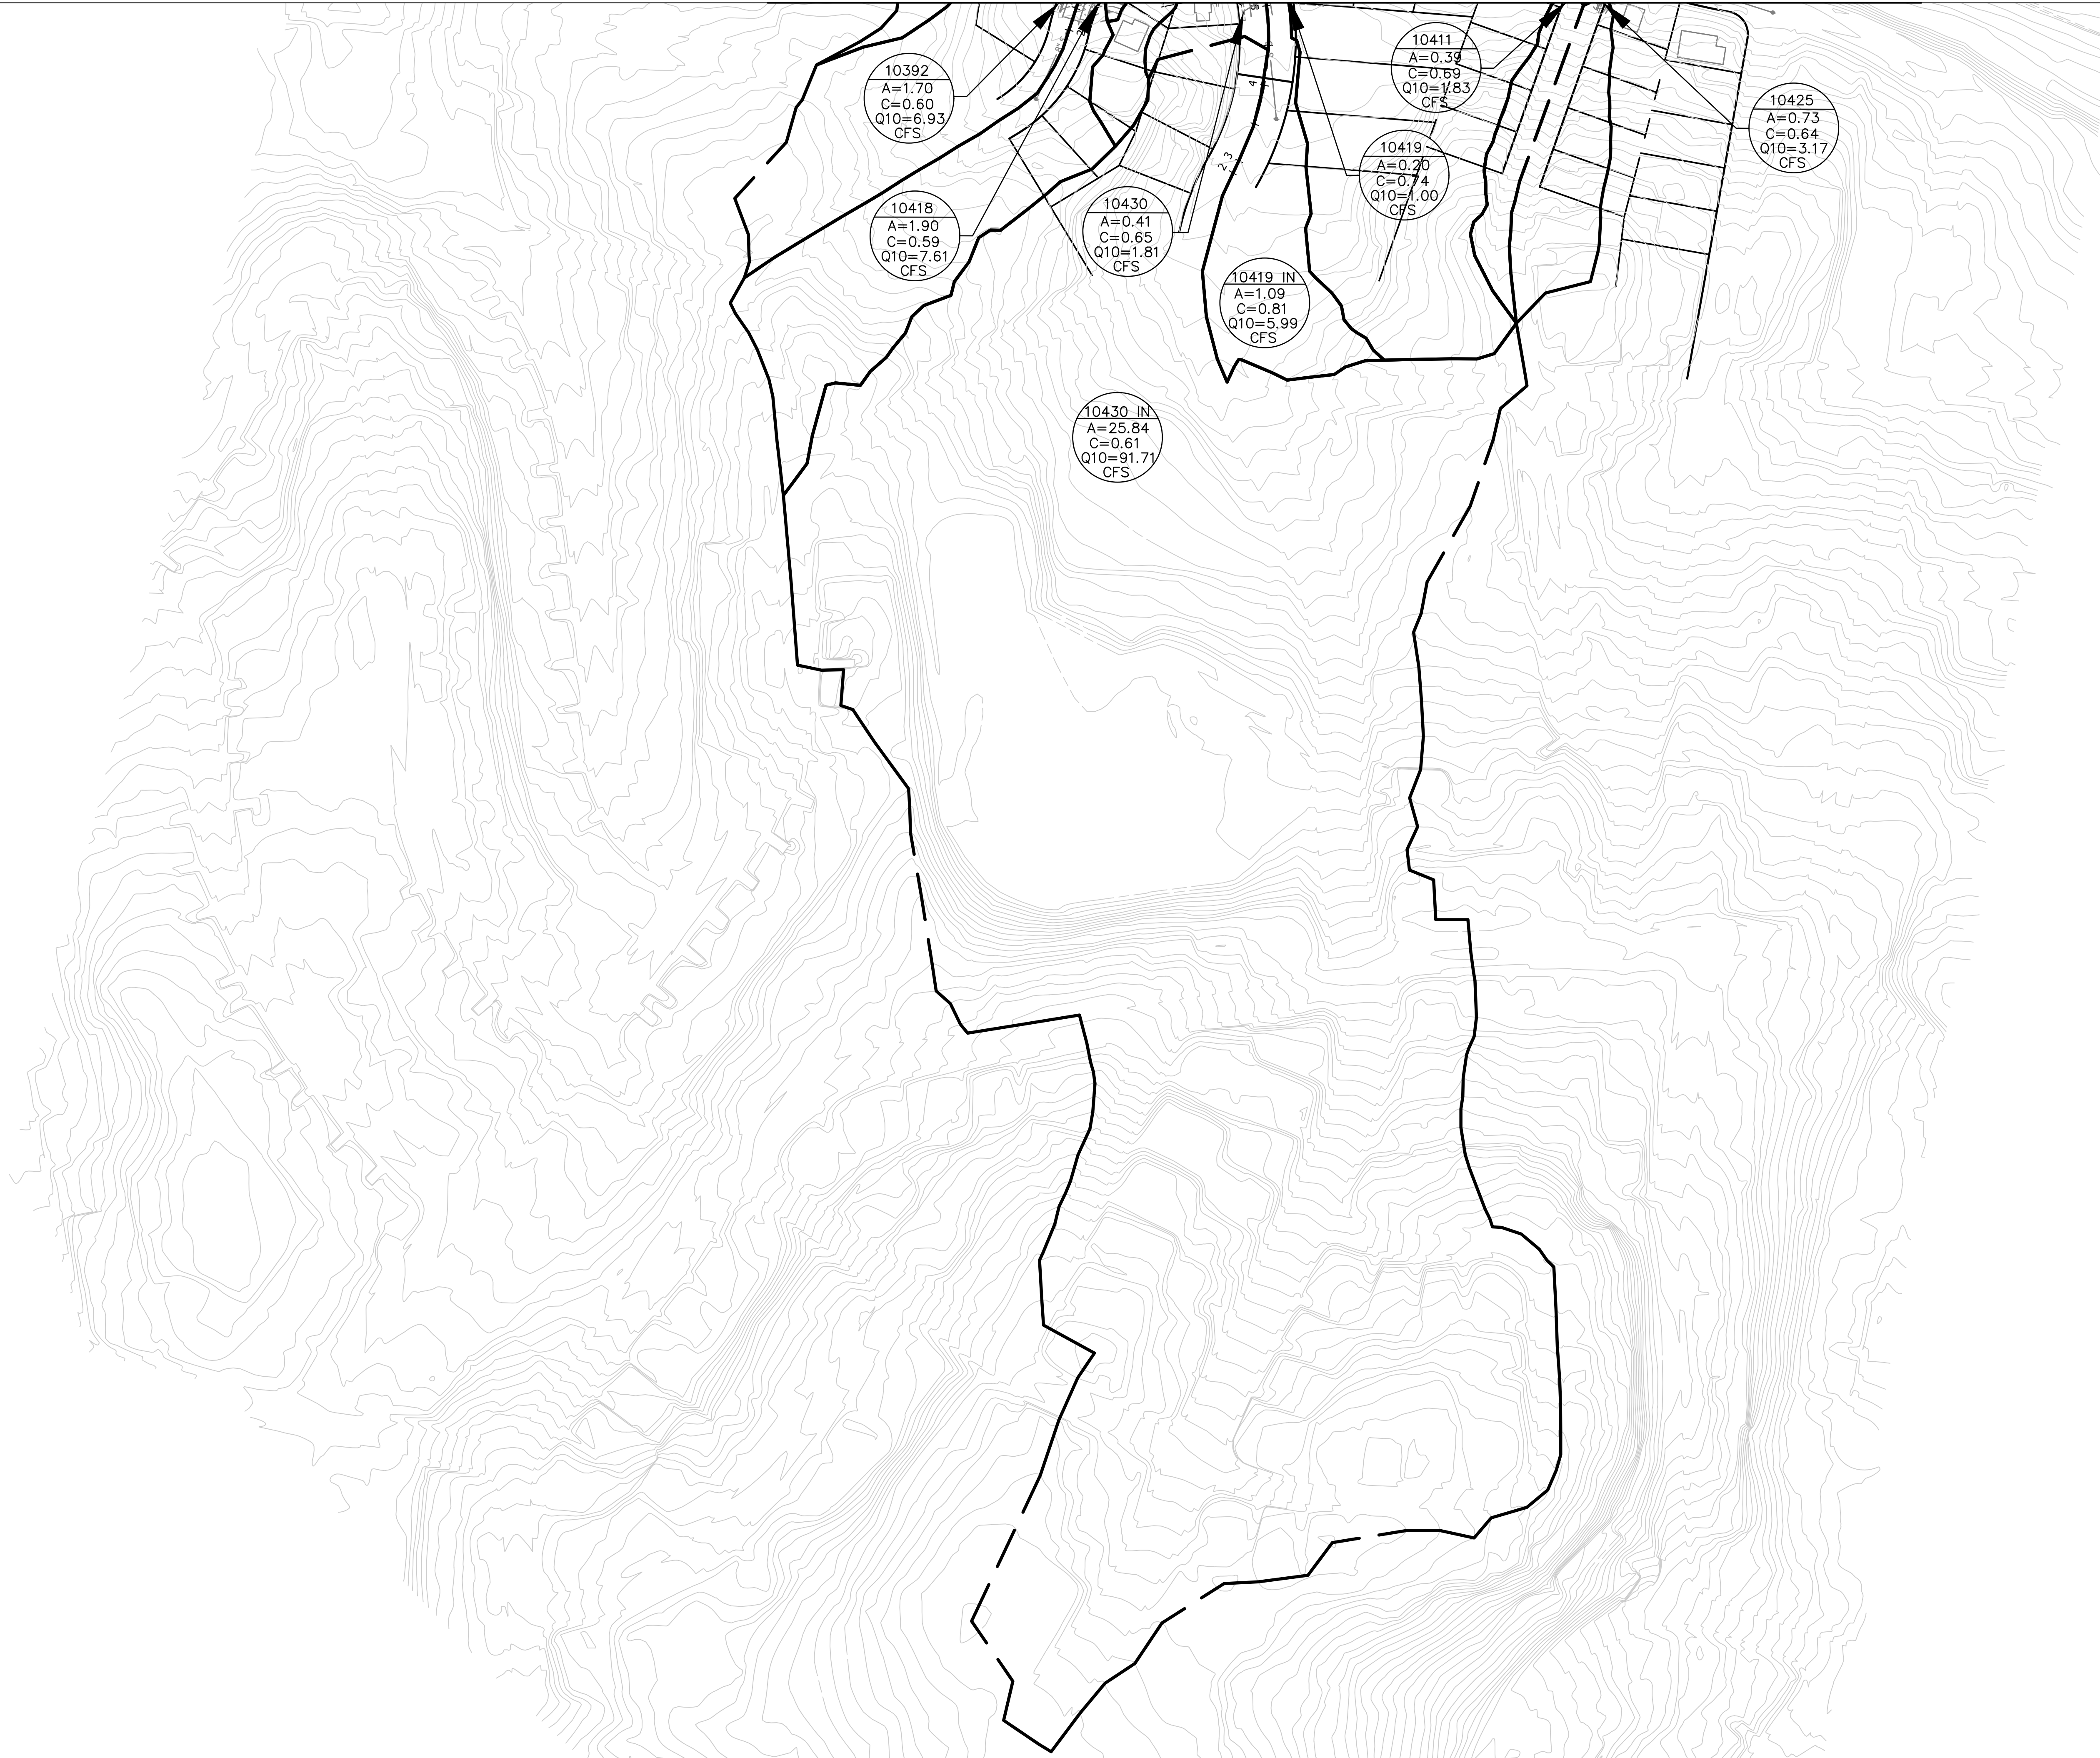 10392
A=1.70
C=0.60
Q10=6.93
CFS
10418
A=1.90
C=0.59
Q10=7.61
CFS
10430
A=0.41
C=0.65
Q10=1.81
CFS
10419 IN
A=1.09
C=0.81
Q10=5.99
CFS
10419
A=0.20
C=0.74
Q10=1.00
CFS
10411
A=0.39
C=0.69
Q10=1.83
CFS
10425
A=0.73
C=0.64
Q10=3.17
CFS
10430 IN
A=25.84
C=0.61
Q10=91.71
CFS
4
3
2